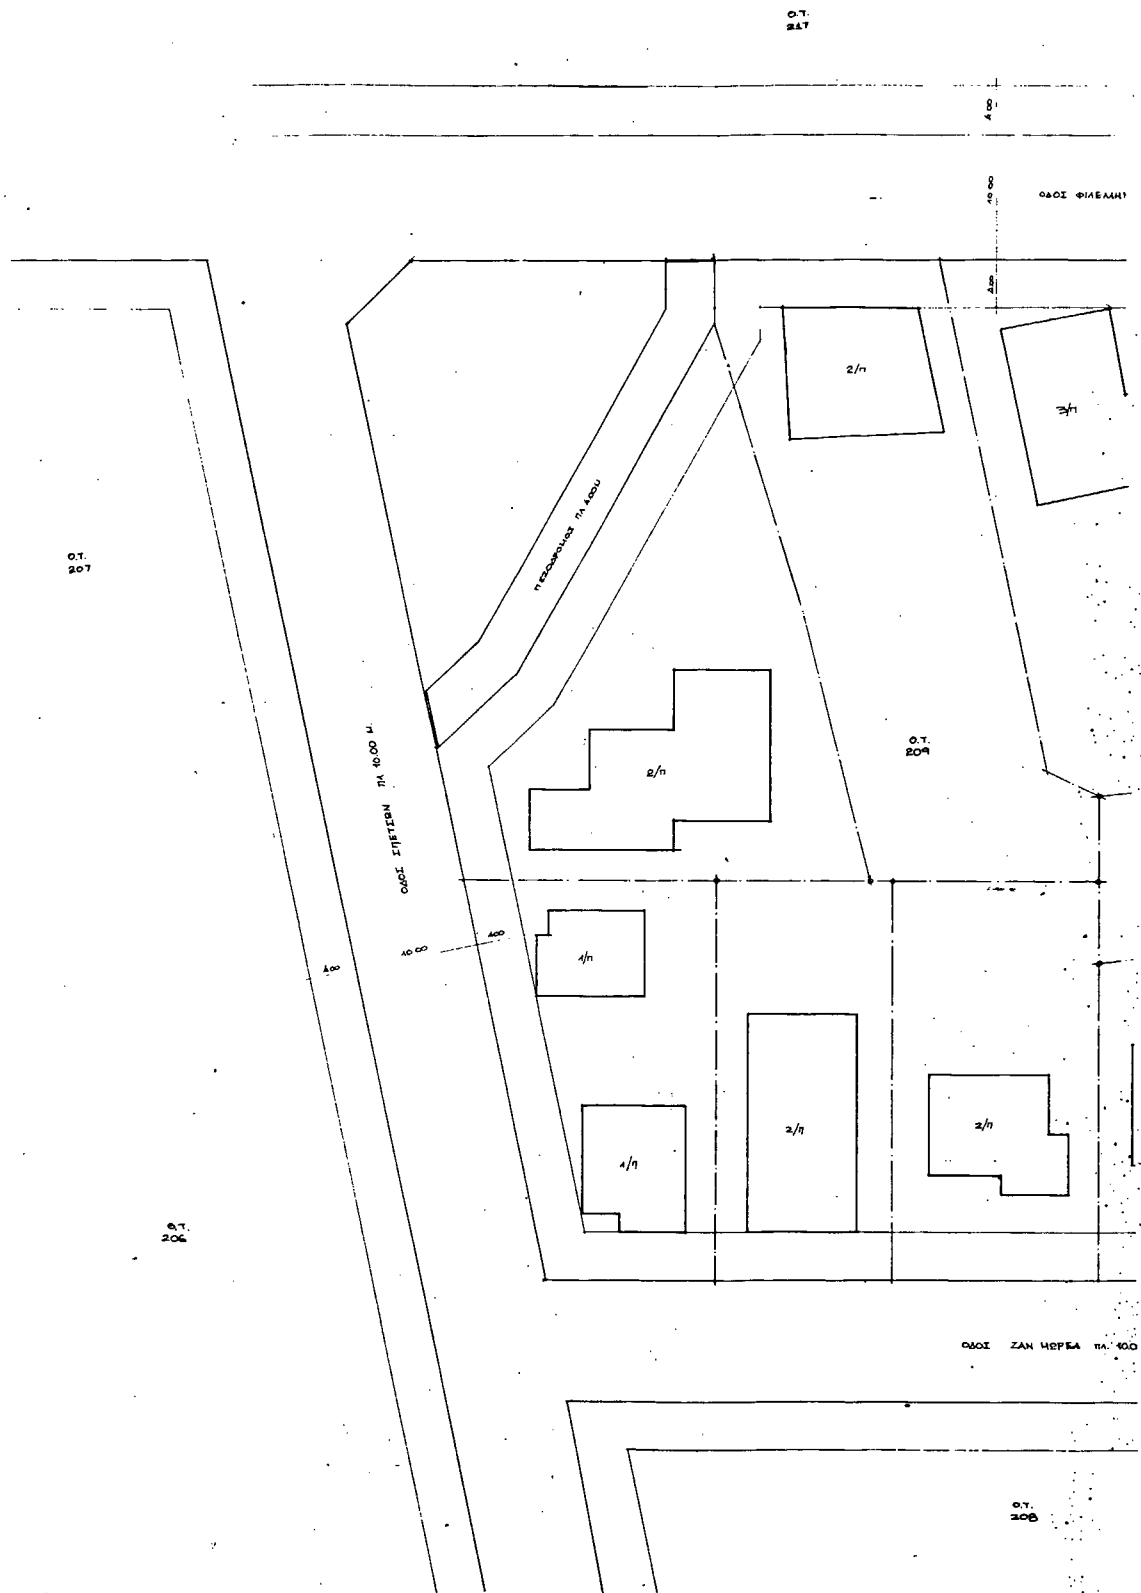 Ο.Τ.
217
4.00
10.00
ΟΔΟΣ ΦΙΛΕΛΛΗ
4.00
2/π
3/π
ΠΕΖΟΔΡΟΜΟΣ ΠΛ 4.00Μ
Ο.Τ.
207
Ο.Τ.
209
ΟΔΟΣ ΣΠΕΤΣΩΝ ΠΛ 10.00 Μ.
2/π
4.00
10.00
4.00
1/π
2/π
2/π
1/π
Ο.Τ.
206
ΟΔΟΣ ΖΑΝ ΜΩΡΕΑ ΠΛ. 10.0
Ο.Τ.
208